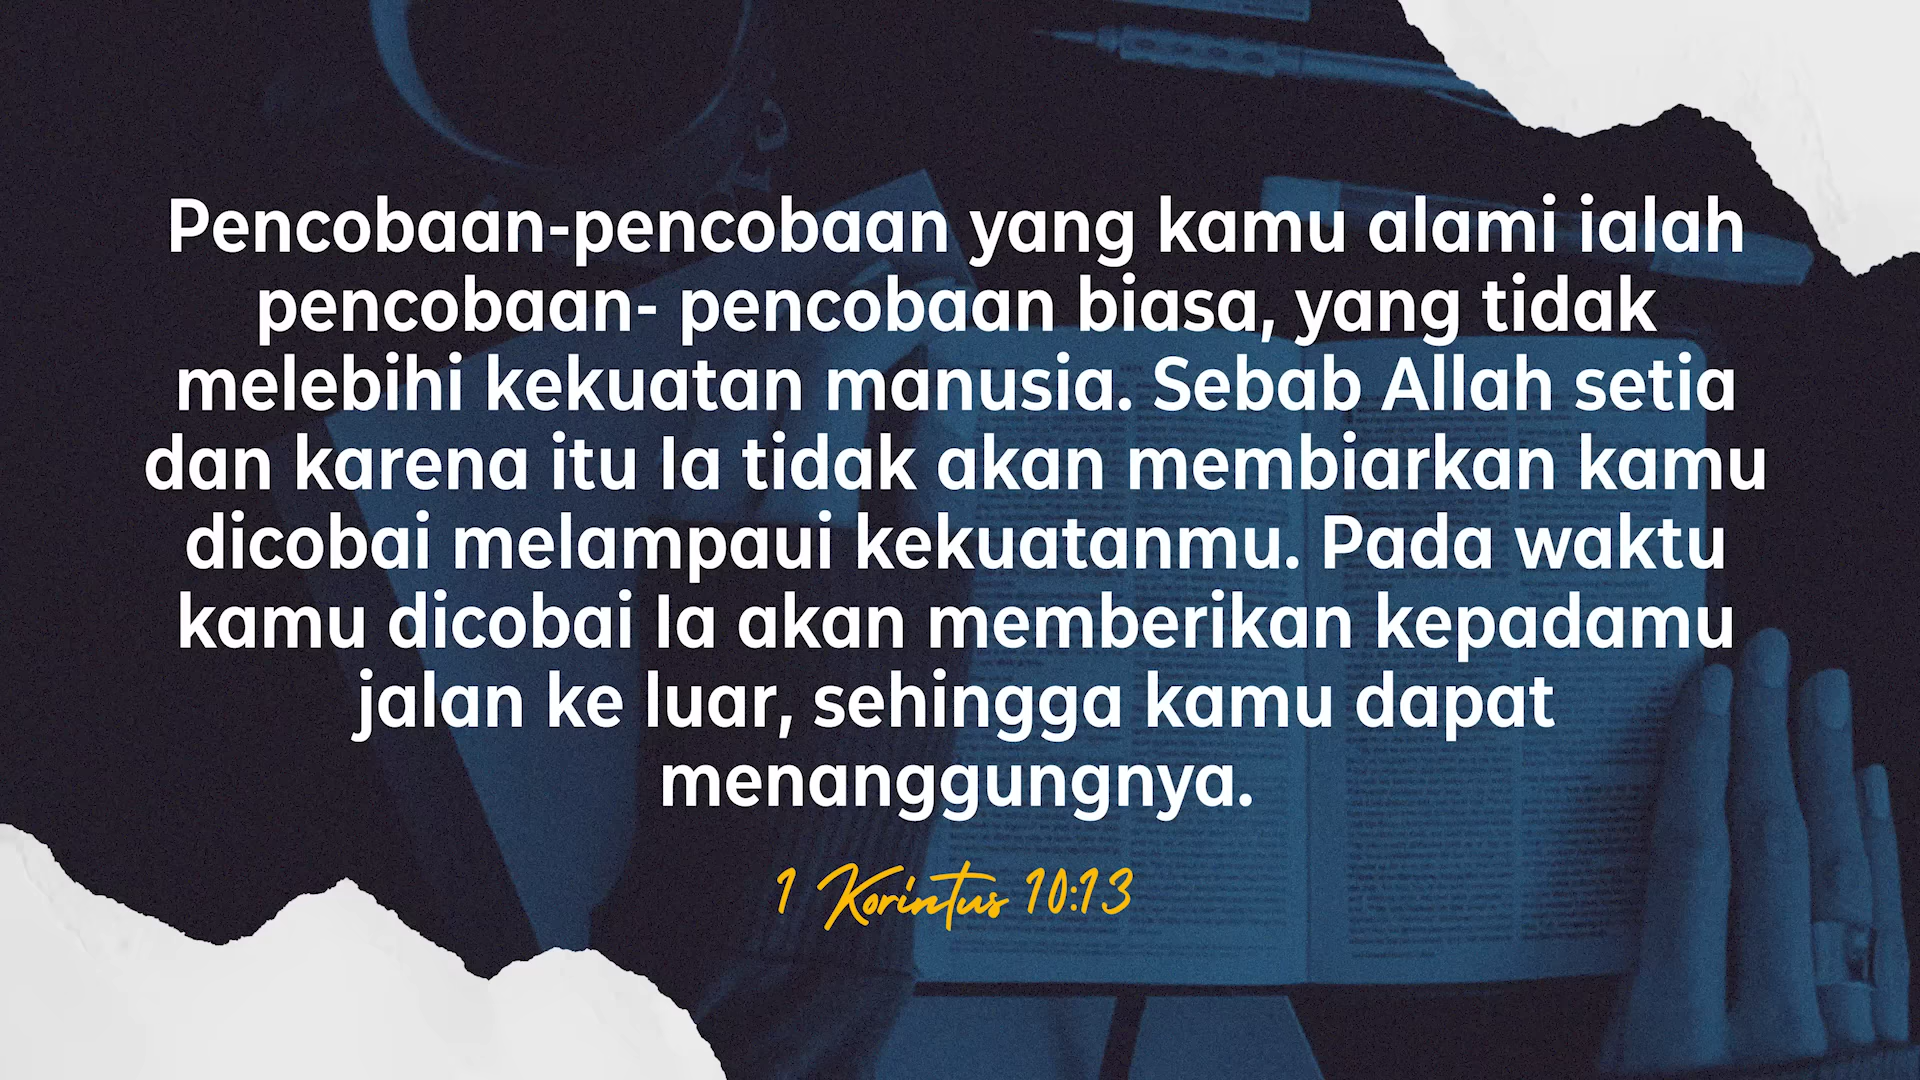 Pencobaan-pencobaan yang kamu alami ialah
pencobaan- pencobaan biasa, yang tidak
melebihi kekuatan manusia. Sebab Allah setia
dan karena itu Ia tidak akan membiarkan kamu
dicobai melampaui kekuatanmu. Pada waktu
kamu dicobai Ia akan memberikan kepadamu
jalan ke luar, sehingga kamu dapat
menanggungnya.
1 Korintus 10:13